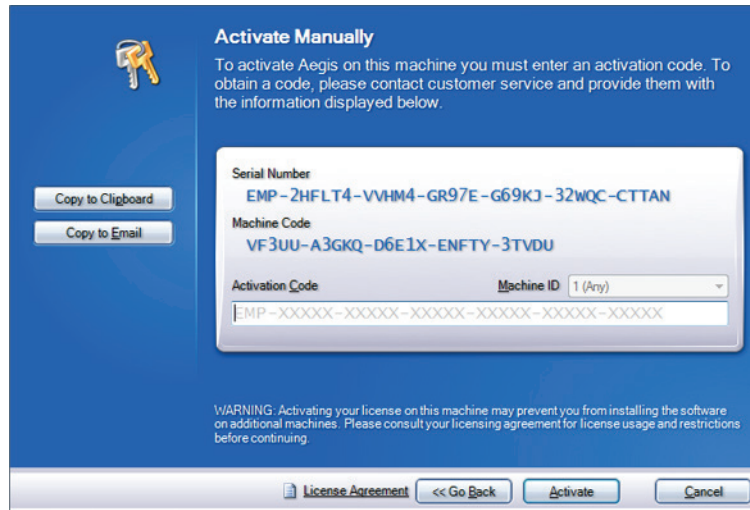 Activate Manually
To activate Aegis on this machine you must enter an activation code. To
obtain a code, please contact customer service and provide them with
the information displayed below.
Copy to Clipboard
Copy to Email
Serial Number
EMP-2HFLT4-VVHM4-GR97E-G69KJ-32WQC-CTTAN
Machine Code
VF3UU-A3GKQ-D6E1X-ENFTY-3TVDU
Activation Code Machine ID 1 (Any)
EMP-XXXXX-XXXXX-XXXXX-XXXXX-XXXXX-XXXXX
WARNING: Activating your license on this machine may prevent you from installing the software
on additional machines. Please consult your licensing agreement for license usage and restrictions
before continuing.
License Agreement << Go Back Activate Cancel